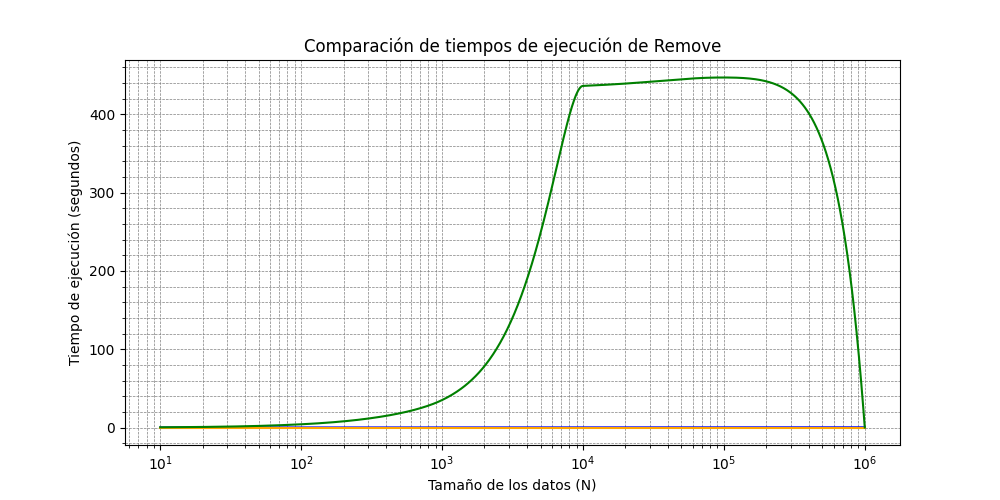 Comparación de tiempos de ejecución de Remove
Tiempo de ejecución (segundos)
400
300
200
100
0
10¹ 10² 10³ 10⁴ 10⁵ 10⁶
Tamaño de los datos (N)